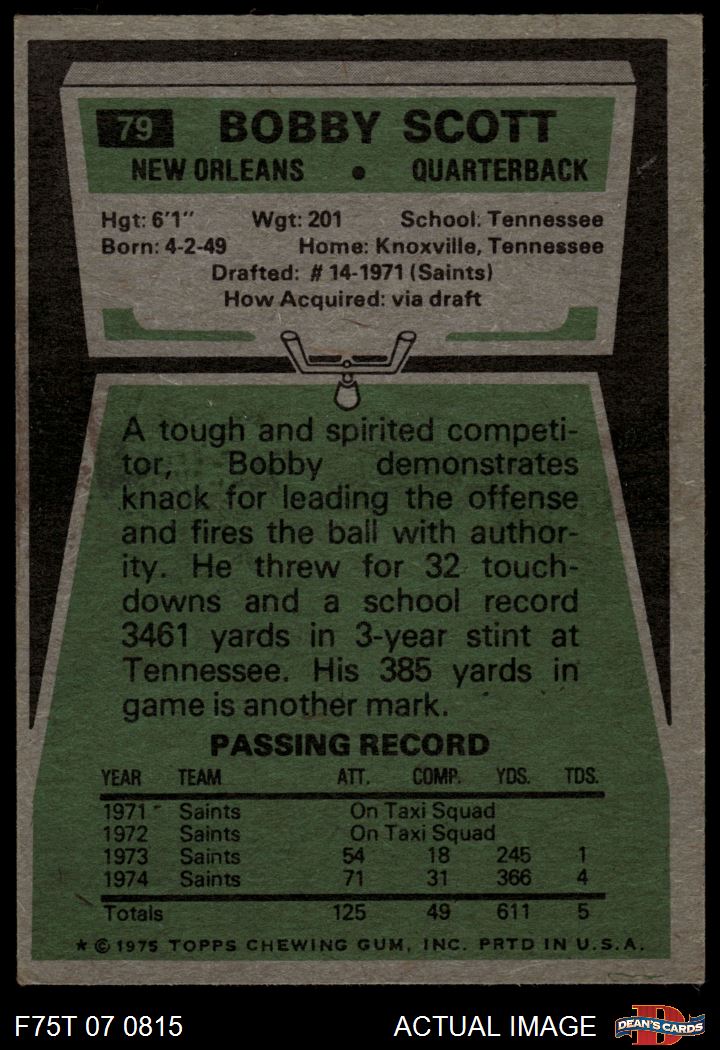 79 BOBBY SCOTT
NEW ORLEANS • QUARTERBACK
Hgt: 6'1" Wgt: 201 School: Tennessee
Born: 4-2-49 Home: Knoxville, Tennessee
Drafted: #14-1971 (Saints)
How Acquired: via draft
A tough and spirited competi-
tor, Bobby demonstrates
knack for leading the offense
and fires the ball with author-
ity. He threw for 32 touch-
downs and a school record
3461 yards in 3-year stint at
Tennessee. His 385 yards in
game is another mark.
PASSING RECORD
YEAR TEAM ATT. COMP. YDS. TDS.
1971 Saints On Taxi Squad
1972 Saints On Taxi Squad
1973 Saints 54 18 245 1
1974 Saints 71 31 366 4
Totals 125 49 611 5
★ © 1975 TOPPS CHEWING GUM, INC. PRTD IN U.S.A.
F75T 07 0815 ACTUAL IMAGE D DEAN'S CARDS